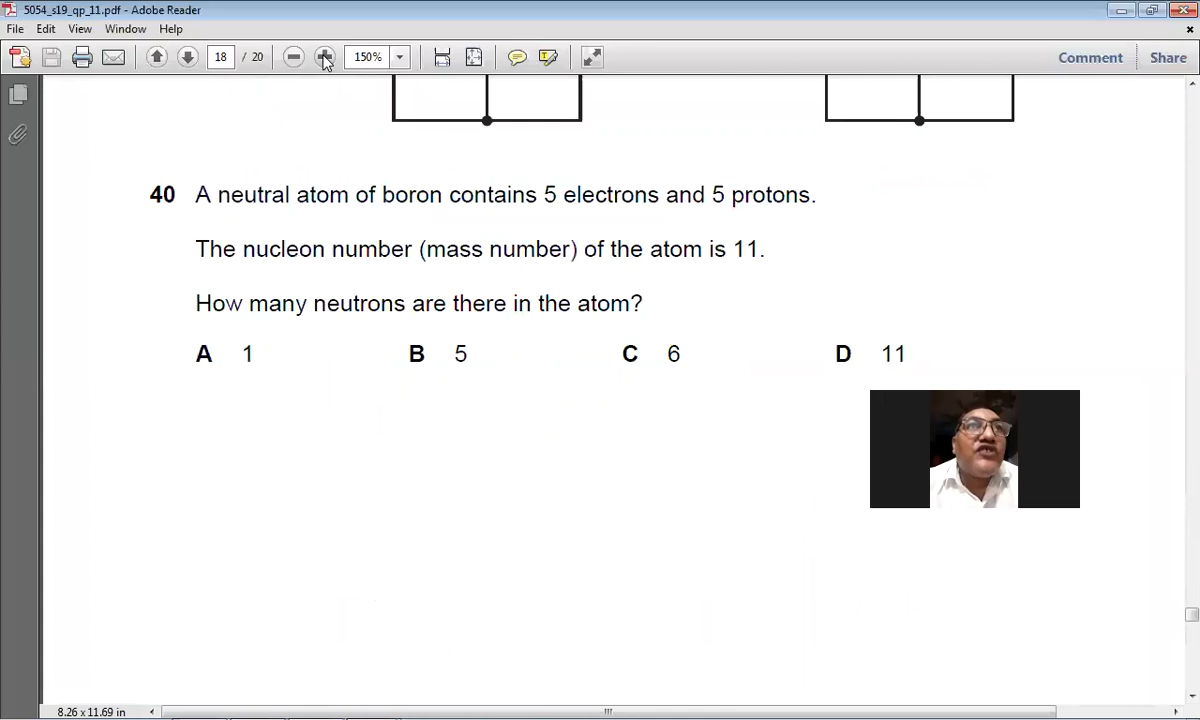 5054_s19_qp_11.pdf - Adobe Reader
File Edit View Window Help
18 / 20 150% Comment Share
40 A neutral atom of boron contains 5 electrons and 5 protons.
The nucleon number (mass number) of the atom is 11.
How many neutrons are there in the atom?
A 1 B 5 C 6 D 11
8.26 x 11.69 in